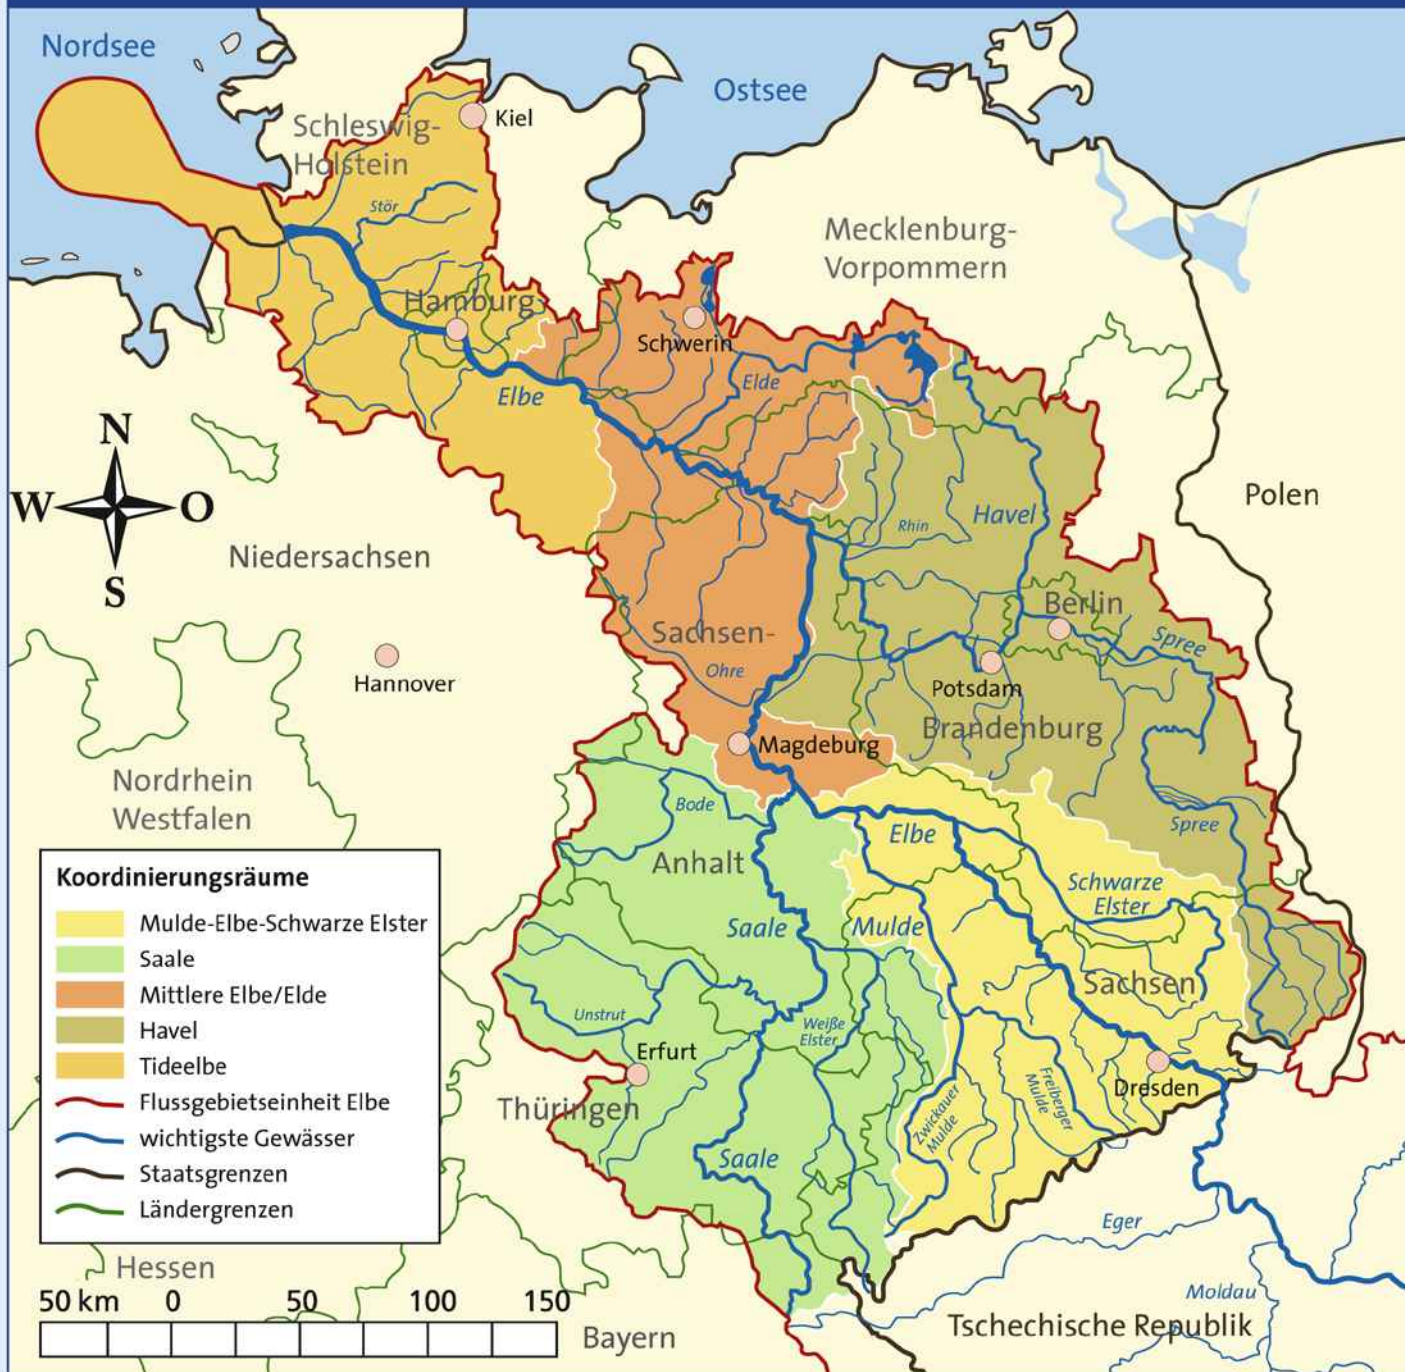 Nordsee
Ostsee
Kiel
Schleswig-
Holstein
Stör
Mecklenburg-
Vorpommern
Hamburg
Schwerin
Elde
Elbe
N
W
O
S
Polen
Havel
Rhin
Niedersachsen
Berlin
Spree
Sachsen-
Ohre
Hannover
Potsdam
Brandenburg
Magdeburg
Nordrhein
Westfalen
Bode
Elbe
Spree
Anhalt
Schwarze
Elster
Saale
Mulde
Sachsen
Unstrut
Weiße
Elster
Erfurt
Dresden
Thüringen
Zwickauer
Mulde
Freiberger
Mulde
Saale
Eger
Moldau
Tschechische Republik
Bayern
Hessen
Koordinierungsräume
Mulde-Elbe-Schwarze Elster
Saale
Mittlere Elbe/Elde
Havel
Tideelbe
Flussgebietseinheit Elbe
wichtigste Gewässer
Staatsgrenzen
Ländergrenzen
50 km 0 50 100 150